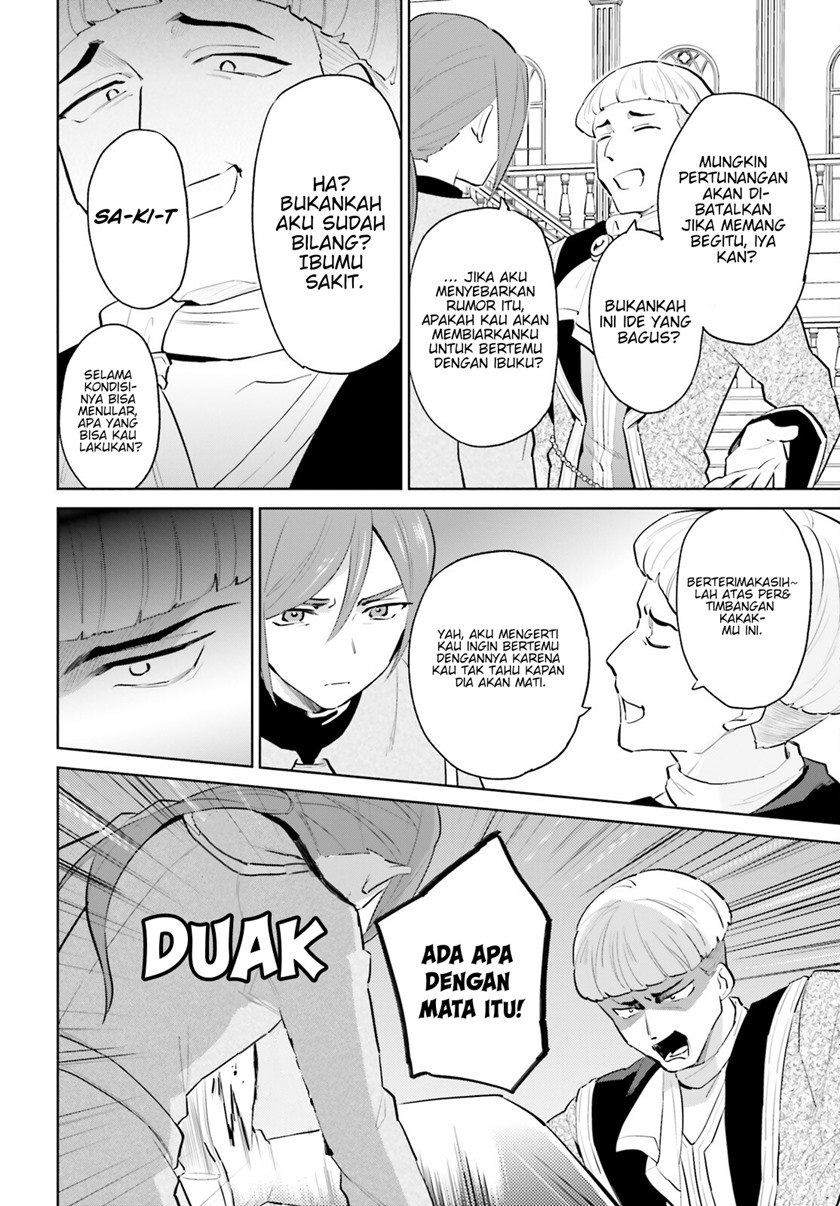 MUNGKIN
PERTUNANGAN
AKAN DI-
BATALKAN
JIKA MEMANG
BEGITU, IYA
KAN?
BUKANKAH
INI IDE YANG
BAGUS?
... JIKA AKU
MENYEBARKAN
RUMOR ITU,
APAKAH KAU AKAN
MEMBIARKANKU
UNTUK BERTEMU
DENGAN IBUKU?
HA?
BUKANKAH
AKU SUDAH
BILANG?
IBUMU
SAKIT.
SA-KI-T
SELAMA
KONDISI-
NYA BISA
MENULAR,
APA YANG
BISA KAU
LAKUKAN?
BERTERIMAKASIH~
LAH ATAS PER&
TIMBANGAN
KAKAK-
MU INI.
YAH, AKU MENGERTI
KAU INGIN BERTEMU
DENGANNYA KARENA
KAU TAK TAHU KAPAN
DIA AKAN MATI.
ADA APA
DENGAN
MATA ITU!
DUAK